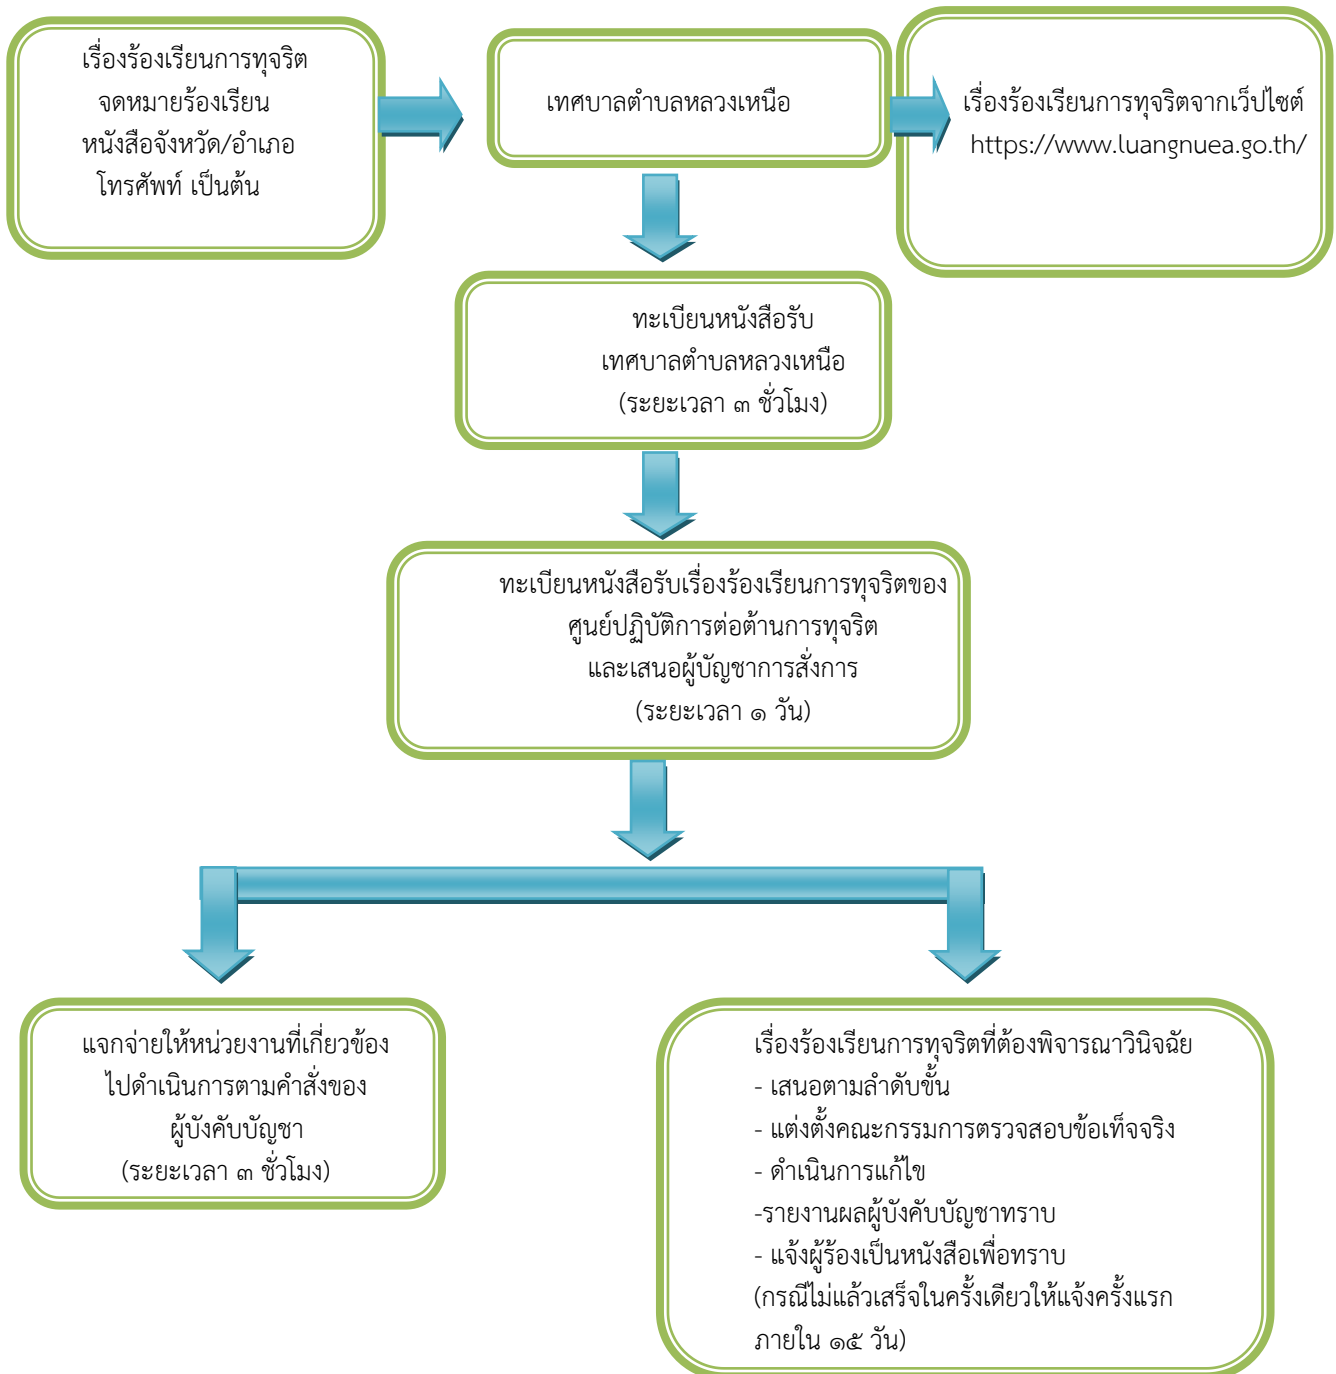 เรื่องร้องเรียนการทุจริต
จดหมายร้องเรียน
หนังสือจังหวัด/อำเภอ
โทรศัพท์ เป็นต้น
เทศบาลตำบลหลวงเหนือ
เรื่องร้องเรียนการทุจริตจากเว็ปไซต์
https://www.luangnuea.go.th/
ทะเบียนหนังสือรับ
เทศบาลตำบลหลวงเหนือ
(ระยะเวลา ๓ ชั่วโมง)
ทะเบียนหนังสือรับเรื่องร้องเรียนการทุจริตของ
ศูนย์ปฏิบัติการต่อต้านการทุจริต
และเสนอผู้บัญชาการสั่งการ
(ระยะเวลา ๑ วัน)
แจกจ่ายให้หน่วยงานที่เกี่ยวข้อง
ไปดำเนินการตามคำสั่งของ
ผู้บังคับบัญชา
(ระยะเวลา ๓ ชั่วโมง)
เรื่องร้องเรียนการทุจริตที่ต้องพิจารณาวินิจฉัย
- เสนอตามลำดับขั้น
- แต่งตั้งคณะกรรมการตรวจสอบข้อเท็จจริง
- ดำเนินการแก้ไข
-รายงานผลผู้บังคับบัญชาทราบ
- แจ้งผู้ร้องเป็นหนังสือเพื่อทราบ
(กรณีไม่แล้วเสร็จในครั้งเดียวให้แจ้งครั้งแรก
ภายใน ๑๕ วัน)